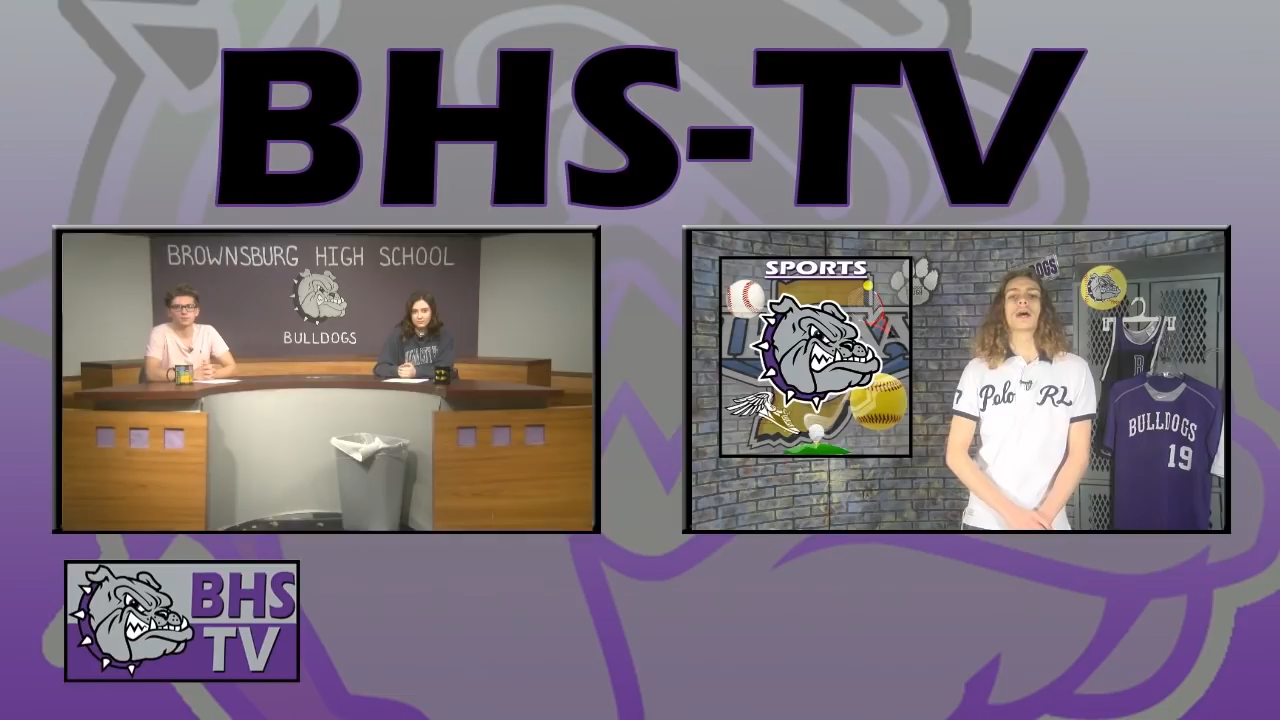 BHS-TV
BROWNSBURG HIGH SCHOOL
BULLDOGS
SPORTS
Polo RL
BULLDOGS
19
BHS
TV